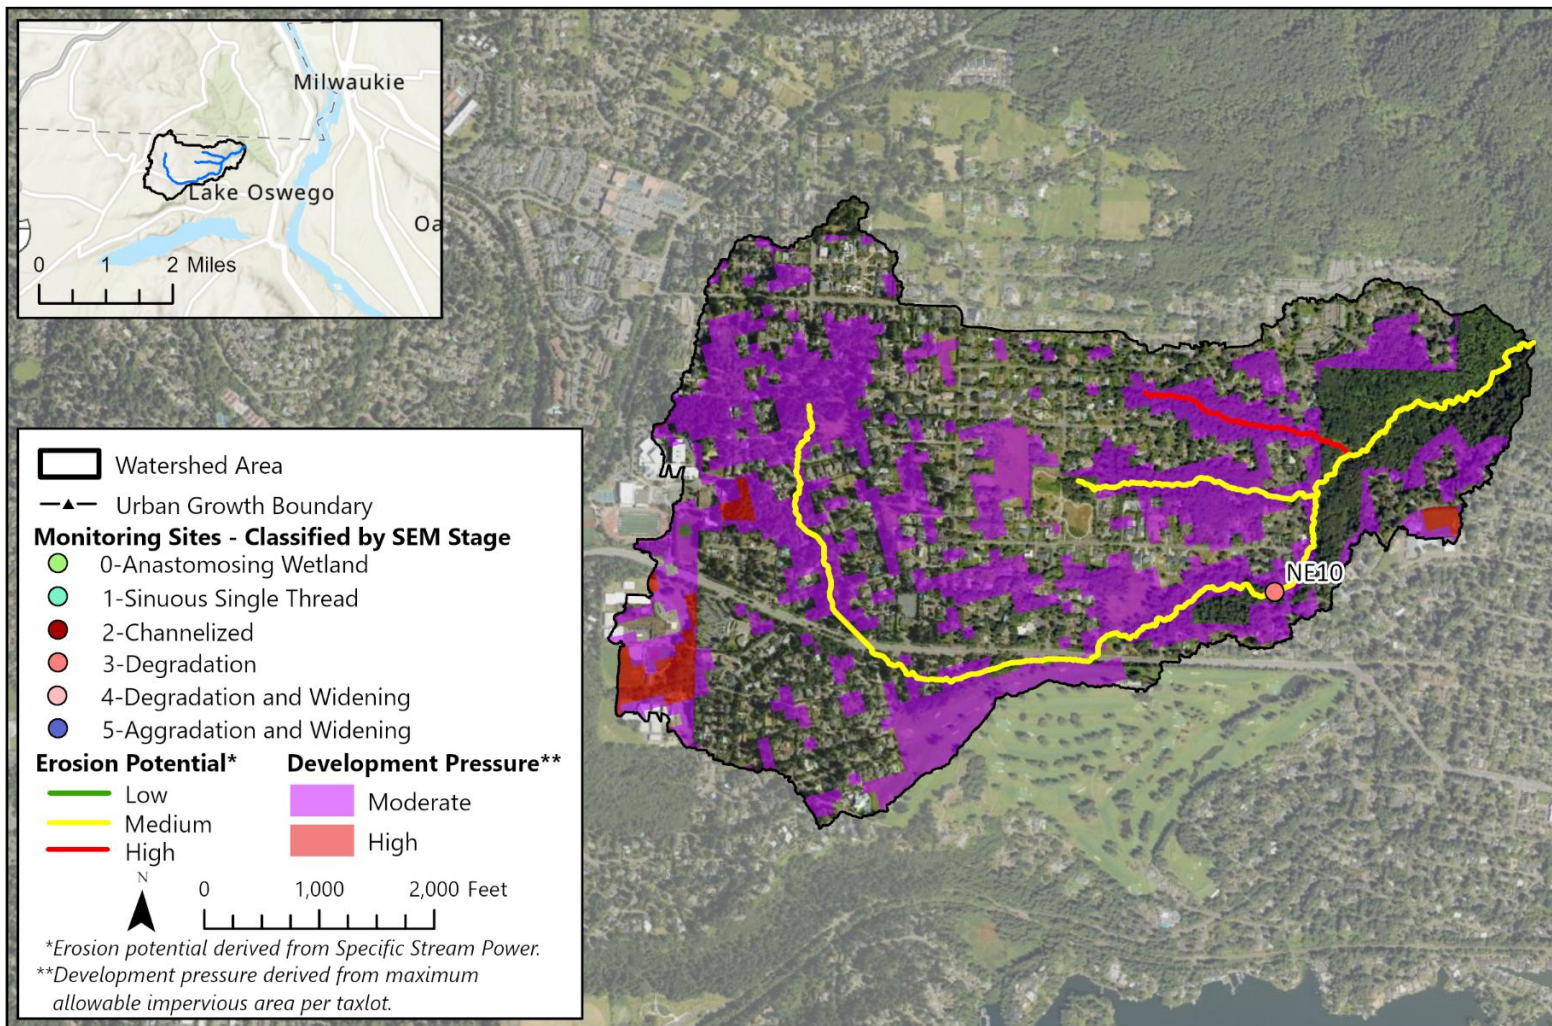 Milwaukie
Lake Oswego
Oa
0 1 2 Miles
NE10
Watershed Area
Urban Growth Boundary
Monitoring Sites - Classified by SEM Stage
0-Anastomosing Wetland
1-Sinuous Single Thread
2-Channelized
3-Degradation
4-Degradation and Widening
5-Aggradation and Widening
Erosion Potential* Development Pressure**
Low
Medium
High
Moderate
High
N
0 1,000 2,000 Feet
*Erosion potential derived from Specific Stream Power.
**Development pressure derived from maximum
allowable impervious area per taxlot.